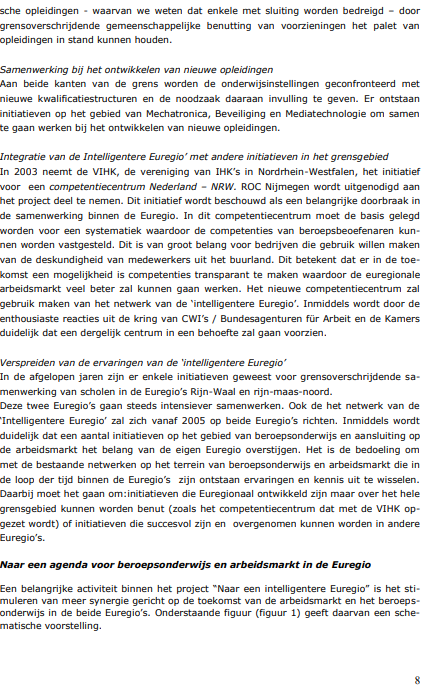 sche opleidingen - waarvan we weten dat enkele met sluiting worden bedreigd – door
grensoverschrijdende gemeenschappelijke benutting van voorzieningen het palet van
opleidingen in stand kunnen houden.
Samenwerking bij het ontwikkelen van nieuwe opleidingen
Aan beide kanten van de grens worden de onderwijsinstellingen geconfronteerd met
nieuwe kwalificatiestructuren en de noodzaak daaraan invulling te geven. Er ontstaan
initiatieven op het gebied van Mechatronica, Beveiliging en Mediatechnologie om samen
te gaan werken bij het ontwikkelen van nieuwe opleidingen.
Integratie van de Intelligentere Euregio’ met andere initiatieven in het grensgebied
In 2003 neemt de VIHK, de vereniging van IHK’s in Nordrhein-Westfalen, het initiatief
voor een competentiecentrum Nederland – NRW. ROC Nijmegen wordt uitgenodigd aan
het project deel te nemen. Dit initiatief wordt beschouwd als een belangrijke doorbraak in
de samenwerking binnen de Euregio. In dit competentiecentrum moet de basis gelegd
worden voor een systematiek waardoor de competenties van beroepsbeoefenaren kun-
nen worden vastgesteld. Dit is van groot belang voor bedrijven die gebruik willen maken
van de deskundigheid van medewerkers uit het buurland. Dit betekent dat er in de toe-
komst een mogelijkheid is competenties transparant te maken waardoor de euregionale
arbeidsmarkt veel beter zal kunnen gaan werken. Het nieuwe competentiecentrum zal
gebruik maken van het netwerk van de ‘intelligentere Euregio’. Inmiddels wordt door de
enthousiaste reacties uit de kring van CWI’s / Bundesagenturen für Arbeit en de Kamers
duidelijk dat een dergelijk centrum in een behoefte zal gaan voorzien.
Verspreiden van de ervaringen van de ‘intelligentere Euregio’
In de afgelopen jaren zijn er enkele initiatieven geweest voor grensoverschrijdende sa-
menwerking van scholen in de Euregio’s Rijn-Waal en rijn-maas-noord.
Deze twee Euregio’s gaan steeds intensiever samenwerken. Ook de het netwerk van de
‘Intelligentere Euregio’ zal zich vanaf 2005 op beide Euregio’s richten. Inmiddels wordt
duidelijk dat een aantal initiatieven op het gebied van beroepsonderwijs en aansluiting op
de arbeidsmarkt het belang van de eigen Euregio overstijgen. Het is de bedoeling om
met de bestaande netwerken op het terrein van beroepsonderwijs en arbeidsmarkt die in
de loop der tijd binnen de Euregio’s zijn ontstaan ervaringen en kennis uit te wisselen.
Daarbij moet het gaan om:initiatieven die Euregionaal ontwikkeld zijn maar over het hele
grensgebied kunnen worden benut (zoals het competentiecentrum dat met de VIHK op-
gezet wordt) of initiatieven die succesvol zijn en overgenomen kunnen worden in andere
Euregio’s.
Naar een agenda voor beroepsonderwijs en arbeidsmarkt in de Euregio
Een belangrijke activiteit binnen het project “Naar een intelligentere Euregio” is het sti-
muleren van meer synergie gericht op de toekomst van de arbeidsmarkt en het beroeps-
onderwijs in de beide Euregio’s. Onderstaande figuur (figuur 1) geeft daarvan een sche-
matische voorstelling.
8